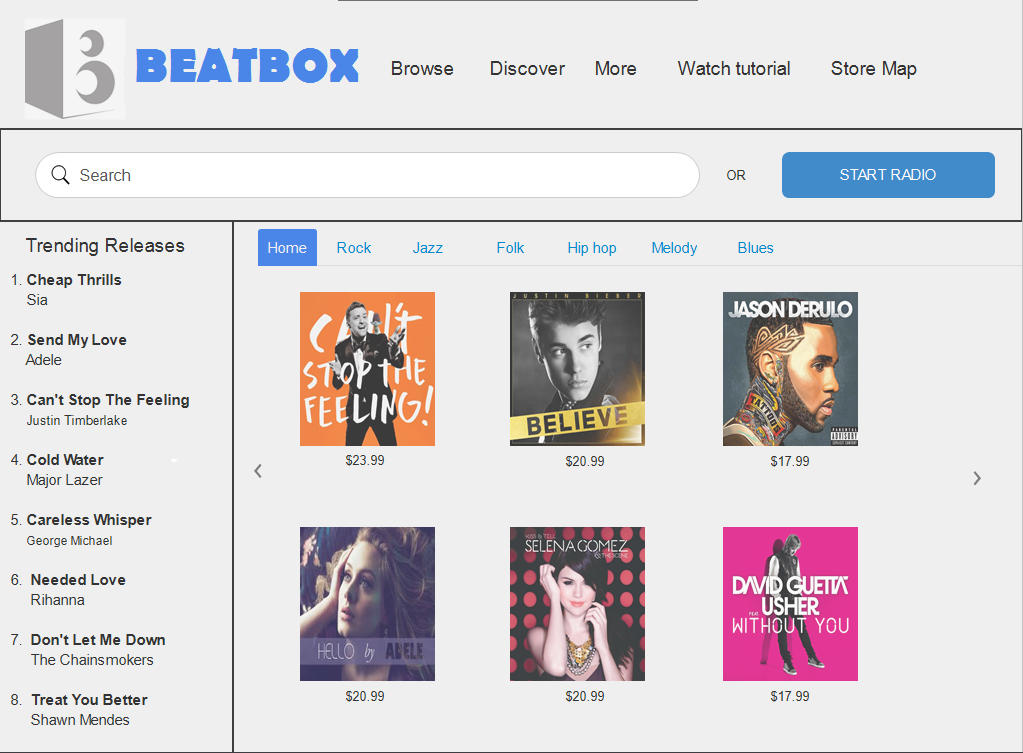 BEATBOX
Browse Discover More Watch tutorial Store Map
Search
OR
START RADIO
Trending Releases
1. Cheap Thrills
Sia
2. Send My Love
Adele
3. Can't Stop The Feeling
Justin Timberlake
4. Cold Water
Major Lazer
5. Careless Whisper
George Michael
6. Needed Love
Rihanna
7. Don't Let Me Down
The Chainsmokers
8. Treat You Better
Shawn Mendes
Home Rock Jazz Folk Hip hop Melody Blues
CAN'T
STOP THE
FEELING!
$23.99
JUSTIN BIEBER
BELIEVE
$20.99
JASON DERULO
TATTOOS
PARENTAL
ADVISORY
EXPLICIT CONTENT
$17.99
HELLO by ADELE
$20.99
KISS & TELL
SELENA GOMEZ
& THE SCENE
$20.99
DAVID GUETTA
FEAT. USHER
WITHOUT YOU
$17.99